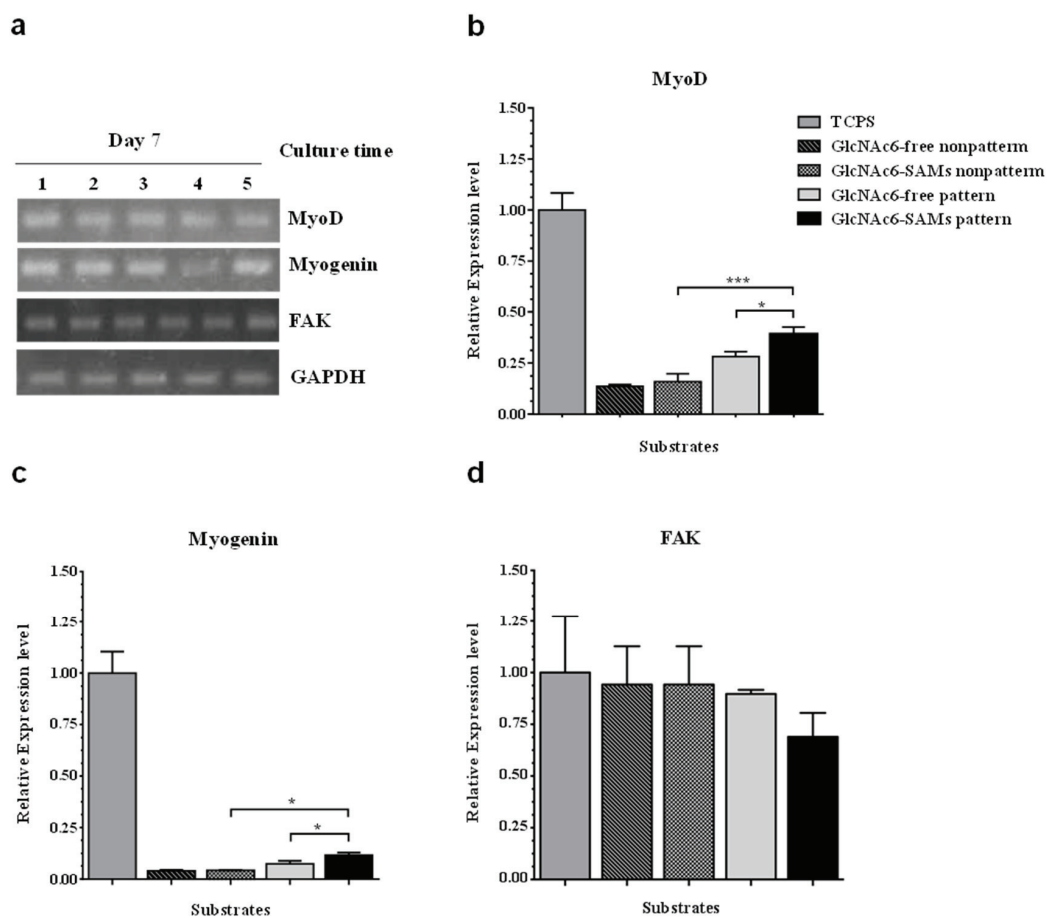 a
Day 7
Culture time
1 2 3 4 5
MyoD
Myogenin
FAK
GAPDH
b
MyoD
Relative Expression level
1.50
1.25
1.00
0.75
0.50
0.25
0.00
TCPS
GlcNAc6-free nonpatterm
GlcNAc6-SAMs nonpatterm
GlcNAc6-free pattern
GlcNAc6-SAMs pattern
***
*
Substrates
c
Myogenin
Relative Expression level
1.50
1.25
1.00
0.75
0.50
0.25
0.00
*
*
Substrates
d
FAK
Relative Expression level
1.50
1.25
1.00
0.75
0.50
0.25
0.00
Substrates